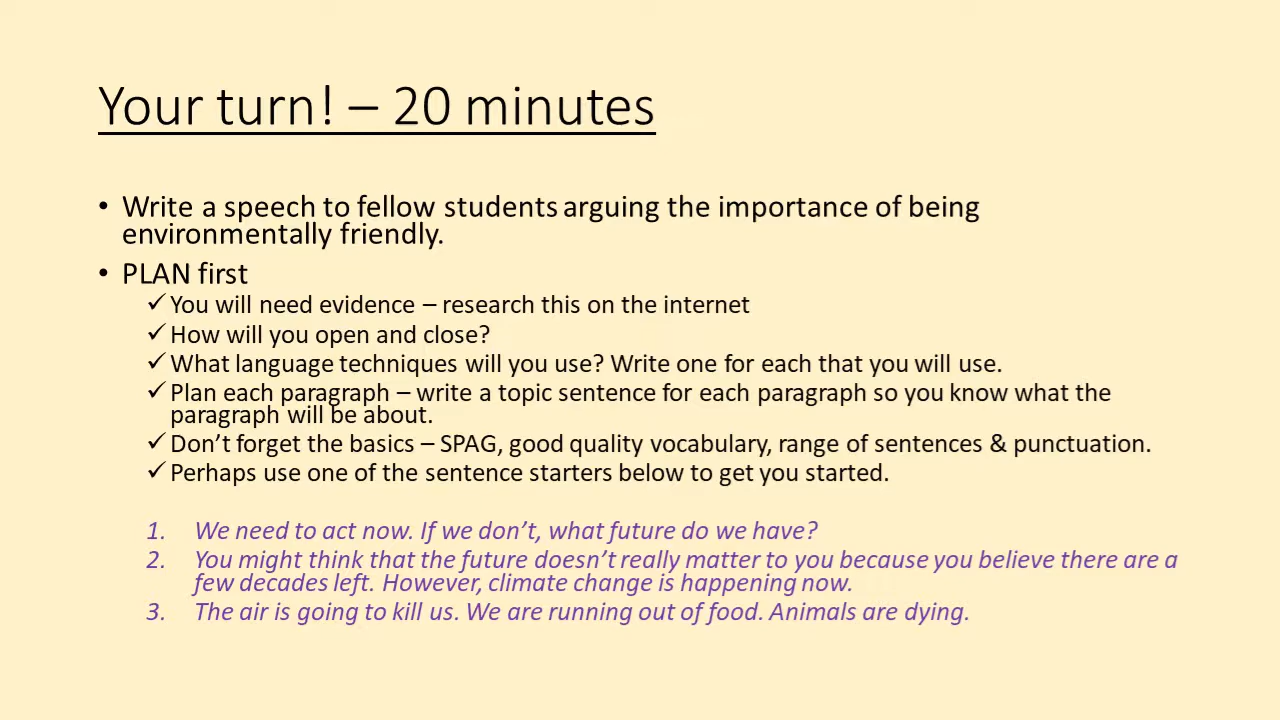 Your turn! – 20 minutes
• Write a speech to fellow students arguing the importance of being
environmentally friendly.
• PLAN first
✓ You will need evidence – research this on the internet
✓ How will you open and close?
✓ What language techniques will you use? Write one for each that you will use.
✓ Plan each paragraph – write a topic sentence for each paragraph so you know what the
paragraph will be about.
✓ Don’t forget the basics – SPAG, good quality vocabulary, range of sentences & punctuation.
✓ Perhaps use one of the sentence starters below to get you started.
1. We need to act now. If we don’t, what future do we have?
2. You might think that the future doesn’t really matter to you because you believe there are a
few decades left. However, climate change is happening now.
3. The air is going to kill us. We are running out of food. Animals are dying.